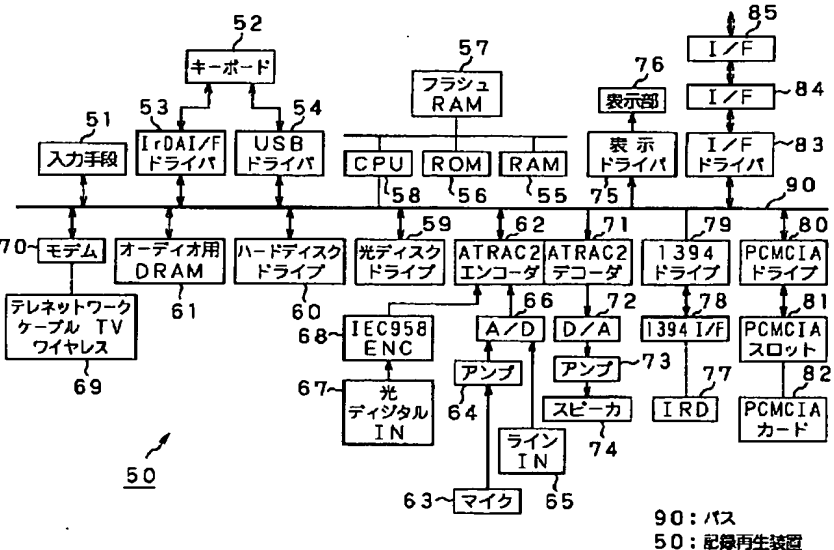 85
I/F
52
キーボード
57
フラッシュ
RAM
76
表示部
I/F
84
51
入力手段
53
IrDAI/F
ドライバ
54
USB
ドライバ
CPU
58
ROM
56
RAM
55
表示
ドライバ
75
I/F
ドライバ
83
90
70
モデム
オーディオ用
DRAM
61
ハードディスク
ドライブ
60
59
光ディスク
ドライブ
62
ATRAC2
エンコーダ
71
ATRAC2
デコーダ
79
1394
ドライブ
80
PCMCIA
ドライブ
テレネットワーク
ケーブル TV
ワイヤレス
69
68
IEC958
ENC
66
A/D
72
D/A
78
1394 I/F
81
PCMCIA
スロット
67
光
ディジタル
IN
64
アンプ
アンプ
73
スピーカ
74
77
IRD
82
PCMCIA
カード
ライン
IN
65
63
マイク
50
90：バス
50：記録再生装置